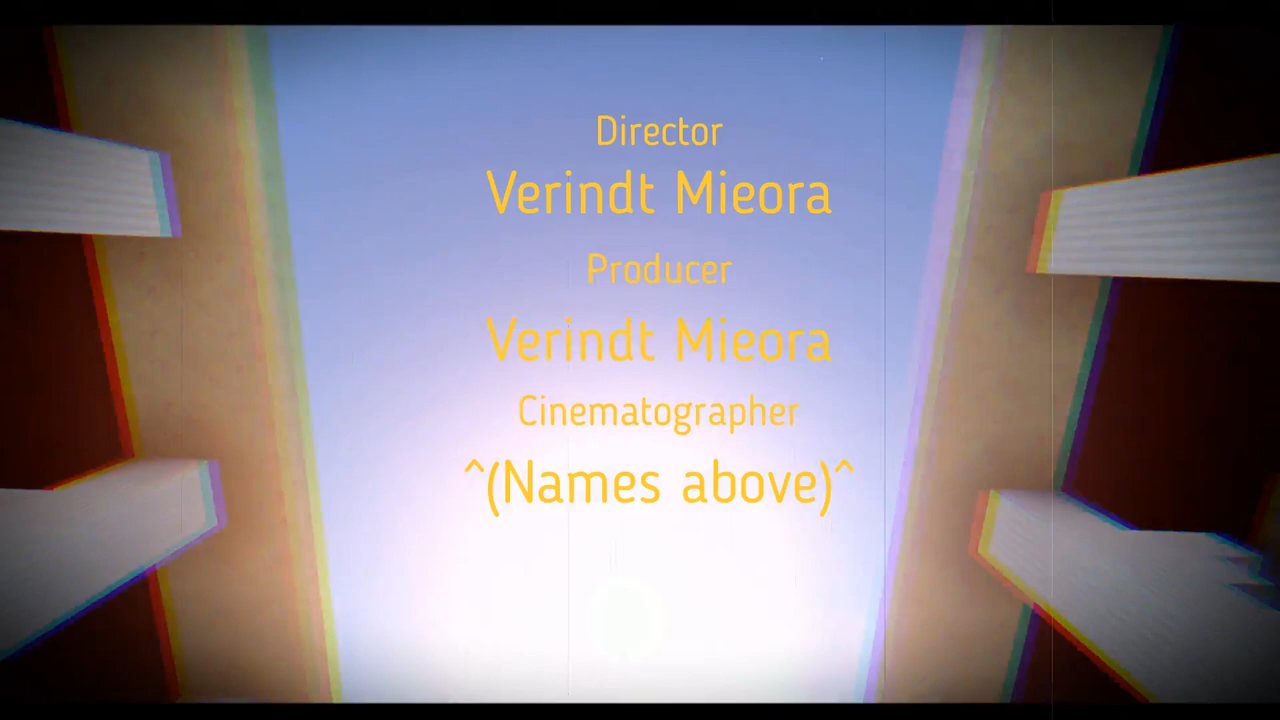 Director
Verindt Mieora
Producer
Verindt Mieora
Cinematographer
^(Names above)^